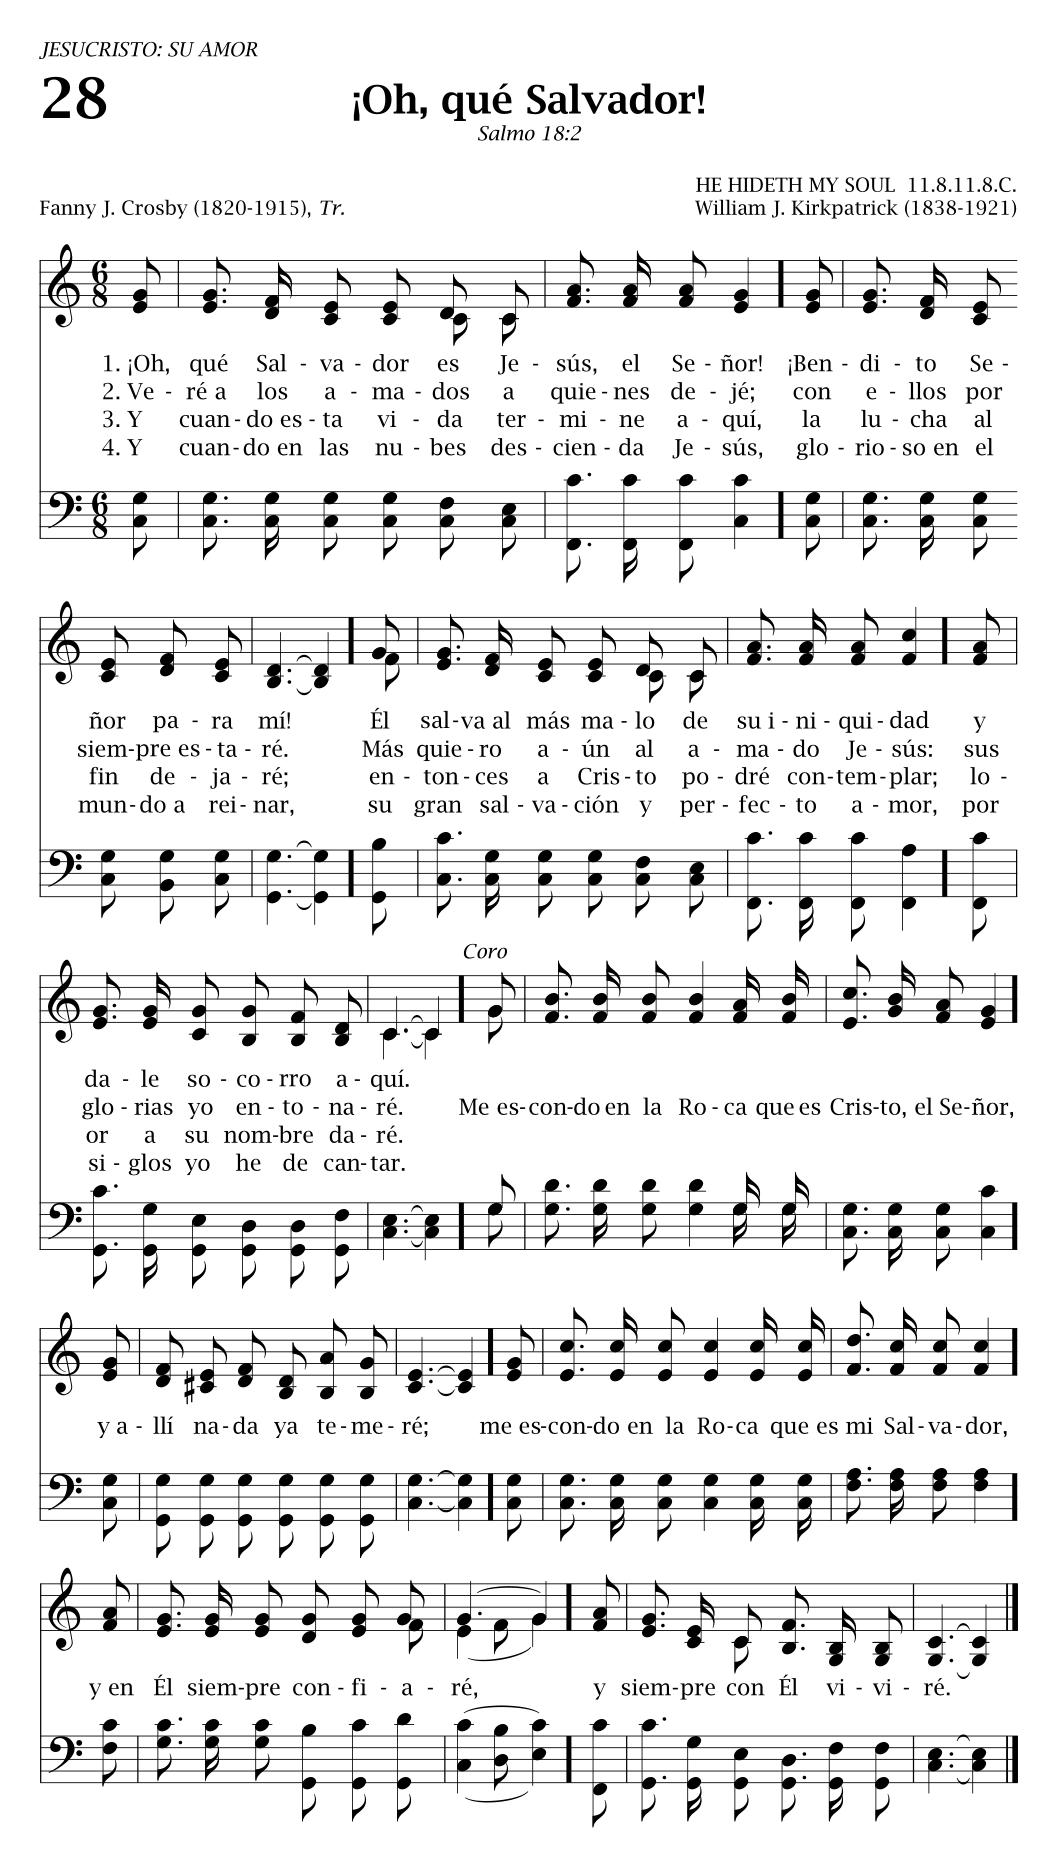 JESUCRISTO: SU AMOR
28
¡Oh, qué Salvador!
Salmo 18:2
HE HIDETH MY SOUL 11.8.11.8.C.
Fanny J. Crosby (1820-1915), Tr.
William J. Kirkpatrick (1838-1921)
6
8
1. ¡Oh, qué Sal - va - dor es Je - sús, el Se - ñor! ¡Ben - di - to Se -
2. Ve - ré a los a - ma - dos a quie - nes de - jé; con e - llos por
3. Y cuan - do es - ta vi - da ter - mi - ne a - quí, la lu - cha al
4. Y cuan - do en las nu - bes des - cien - da Je - sús, glo - rio - so en el
6
8
ñor pa - ra mí! Él sal - va al más ma - lo de su i - ni - qui - dad y
siem - pre es - ta - ré. Más quie - ro a - ún al a - ma - do Je - sús: sus
fin de - ja - ré; en - ton - ces a Cris - to po - dré con - tem - plar; lo -
mun - do a rei - nar, su gran sal - va - ción y per - fec - to a - mor, por
Coro
da - le so - co - rro a - quí.
glo - rias yo en - to - na - ré. Me es - con - do en la Ro - ca que es Cris - to, el Se - ñor,
or a su nom - bre da - ré.
si - glos yo he de can - tar.
y a - llí na - da ya te - me - ré; me es - con - do en la Ro - ca que es mi Sal - va - dor,
y en Él siem - pre con - fi - a - ré, y siem - pre con Él vi - vi - ré.